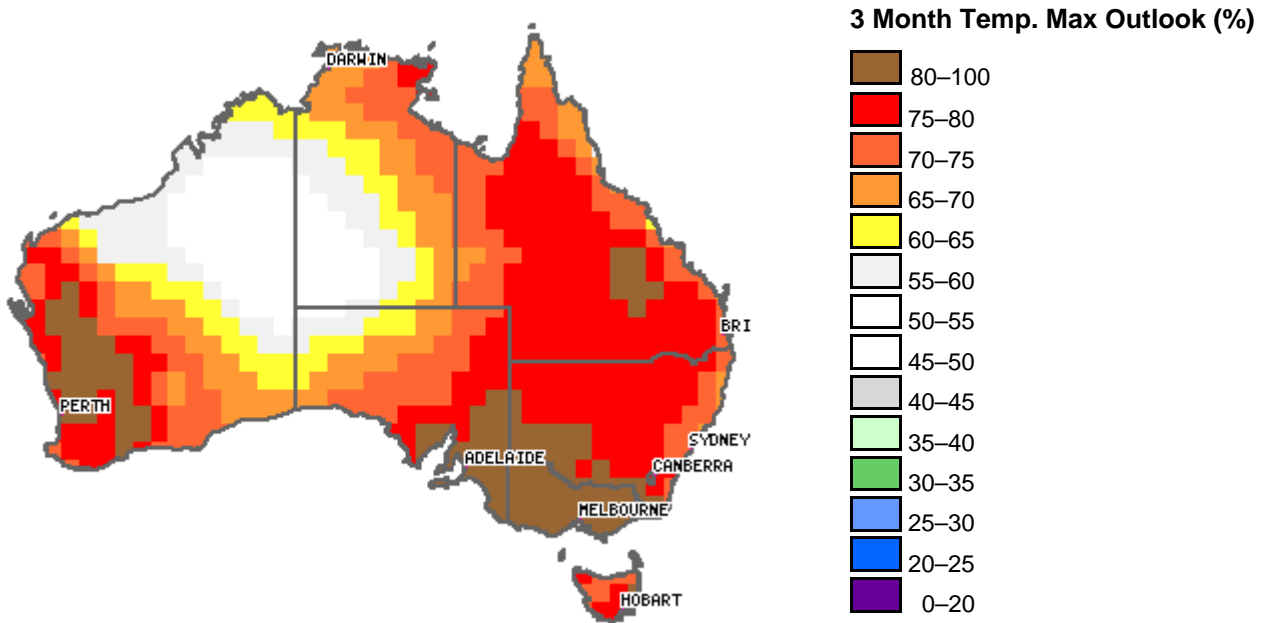 3 Month Temp. Max Outlook (%)
DARWIN
80–100
75–80
70–75
65–70
60–65
55–60
50–55
BRI
45–50
40–45
PERTH
35–40
SYDNEY
ADELAIDE
CANBERRA
30–35
MELBOURNE
25–30
20–25
HOBART
0–20